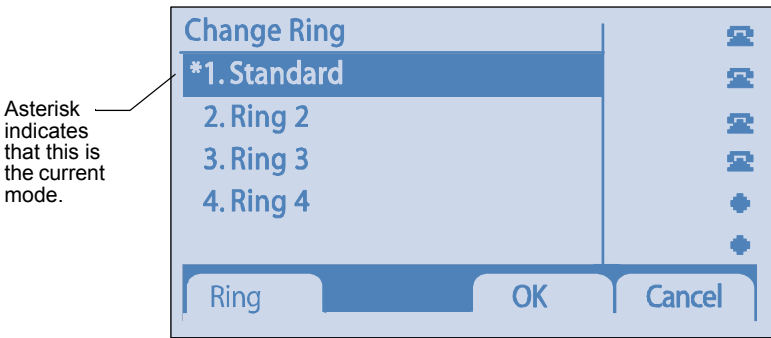 Change Ring
*1. Standard
2. Ring 2
3. Ring 3
4. Ring 4
Ring OK Cancel
Asterisk
indicates
that this is
the current
mode.